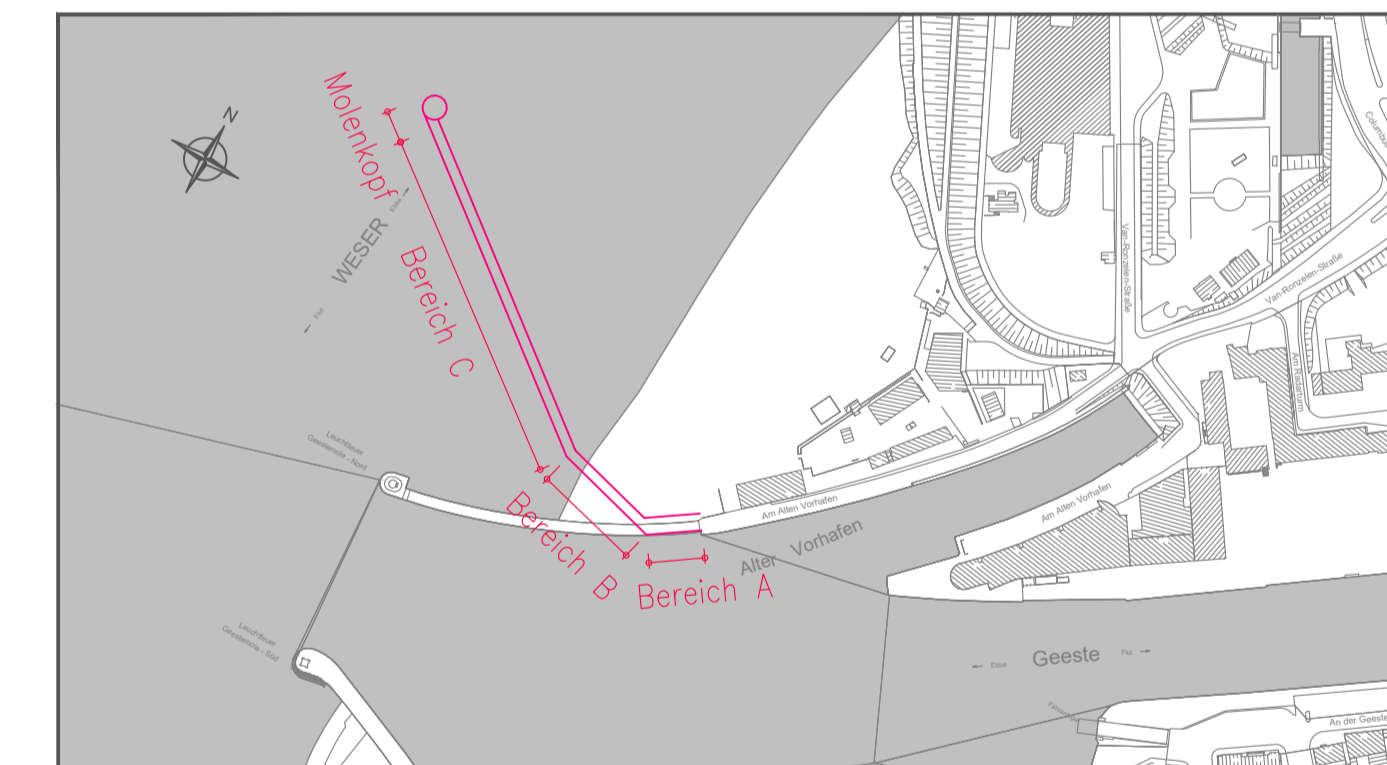 N
Molenkopf
WESER
Ebbe
Flut
Bereich C
Bereich B
Bereich A
Leuchtfeuer
Geestemole - Nord
Leuchtfeuer
Geestemole - Süd
Am Alten Vorhafen
Alter Vorhafen
Am Alten Vorhafen
Van-Ronzelen-Straße
Van-Ronzelen-Straße
Am Radarturm
Ebbe
Geeste
Flut
An der Geeste